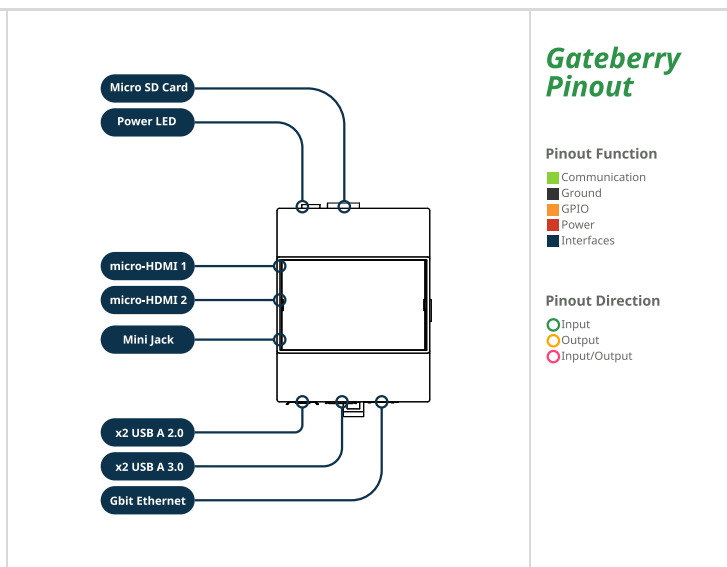 Micro SD Card
Power LED
micro-HDMI 1
micro-HDMI 2
Mini Jack
x2 USB A 2.0
x2 USB A 3.0
Gbit Ethernet
Gateberry
Pinout
Pinout Function
Communication
Ground
GPIO
Power
Interfaces
Pinout Direction
Input
Output
Input/Output